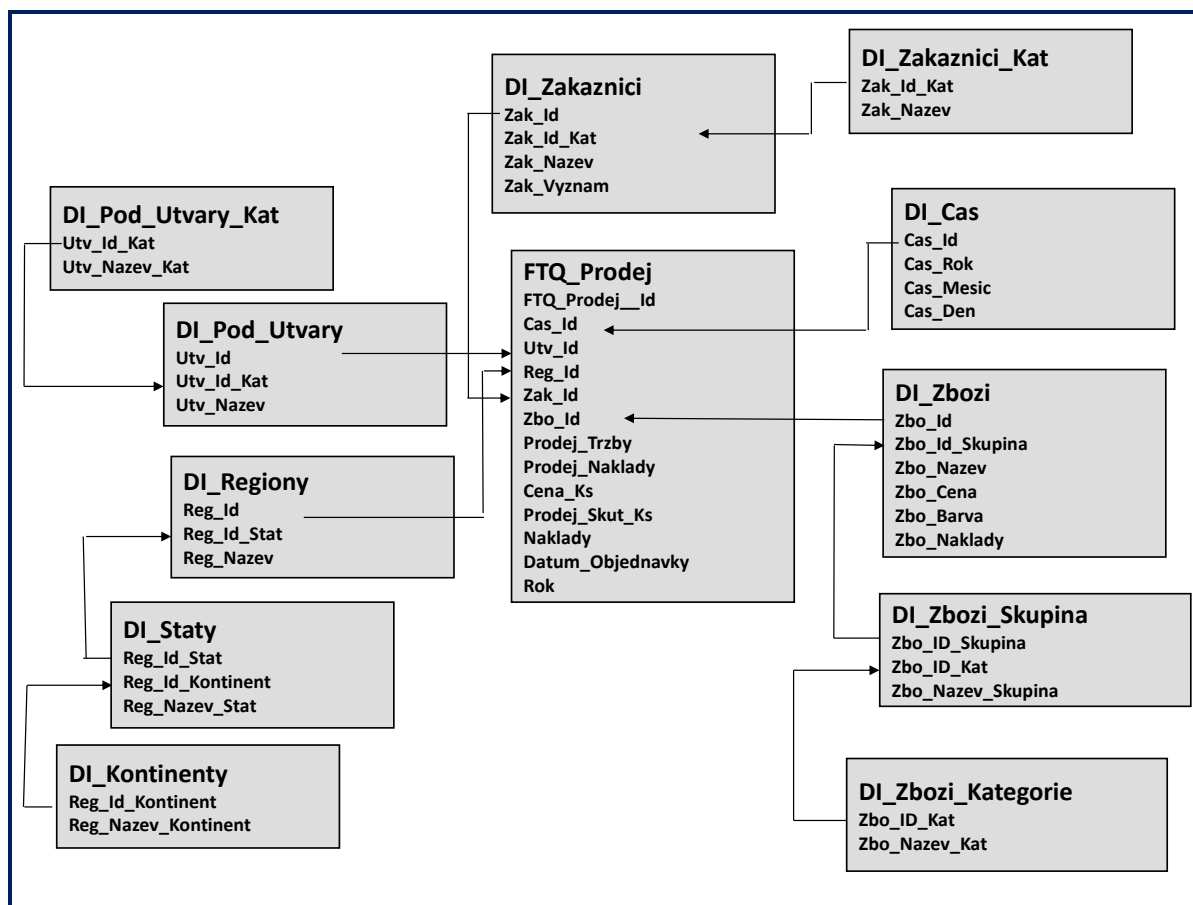 DI_Zakaznici
Zak_Id
Zak_Id_Kat
Zak_Nazev
Zak_Vyznam
DI_Zakaznici_Kat
Zak_Id_Kat
Zak_Nazev
DI_Pod_Utvary_Kat
Utv_Id_Kat
Utv_Nazev_Kat
DI_Cas
Cas_Id
Cas_Rok
Cas_Mesic
Cas_Den
DI_Pod_Utvary
Utv_Id
Utv_Id_Kat
Utv_Nazev
FTQ_Prodej
FTQ_Prodej__Id
Cas_Id
Utv_Id
Reg_Id
Zak_Id
Zbo_Id
Prodej_Trzby
Prodej_Naklady
Cena_Ks
Prodej_Skut_Ks
Naklady
Datum_Objednavky
Rok
DI_Zbozi
Zbo_Id
Zbo_Id_Skupina
Zbo_Nazev
Zbo_Cena
Zbo_Barva
Zbo_Naklady
DI_Regiony
Reg_Id
Reg_Id_Stat
Reg_Nazev
DI_Staty
Reg_Id_Stat
Reg_Id_Kontinent
Reg_Nazev_Stat
DI_Zbozi_Skupina
Zbo_ID_Skupina
Zbo_ID_Kat
Zbo_Nazev_Skupina
DI_Kontinenty
Reg_Id_Kontinent
Reg_Nazev_Kontinent
DI_Zbozi_Kategorie
Zbo_ID_Kat
Zbo_Nazev_Kat